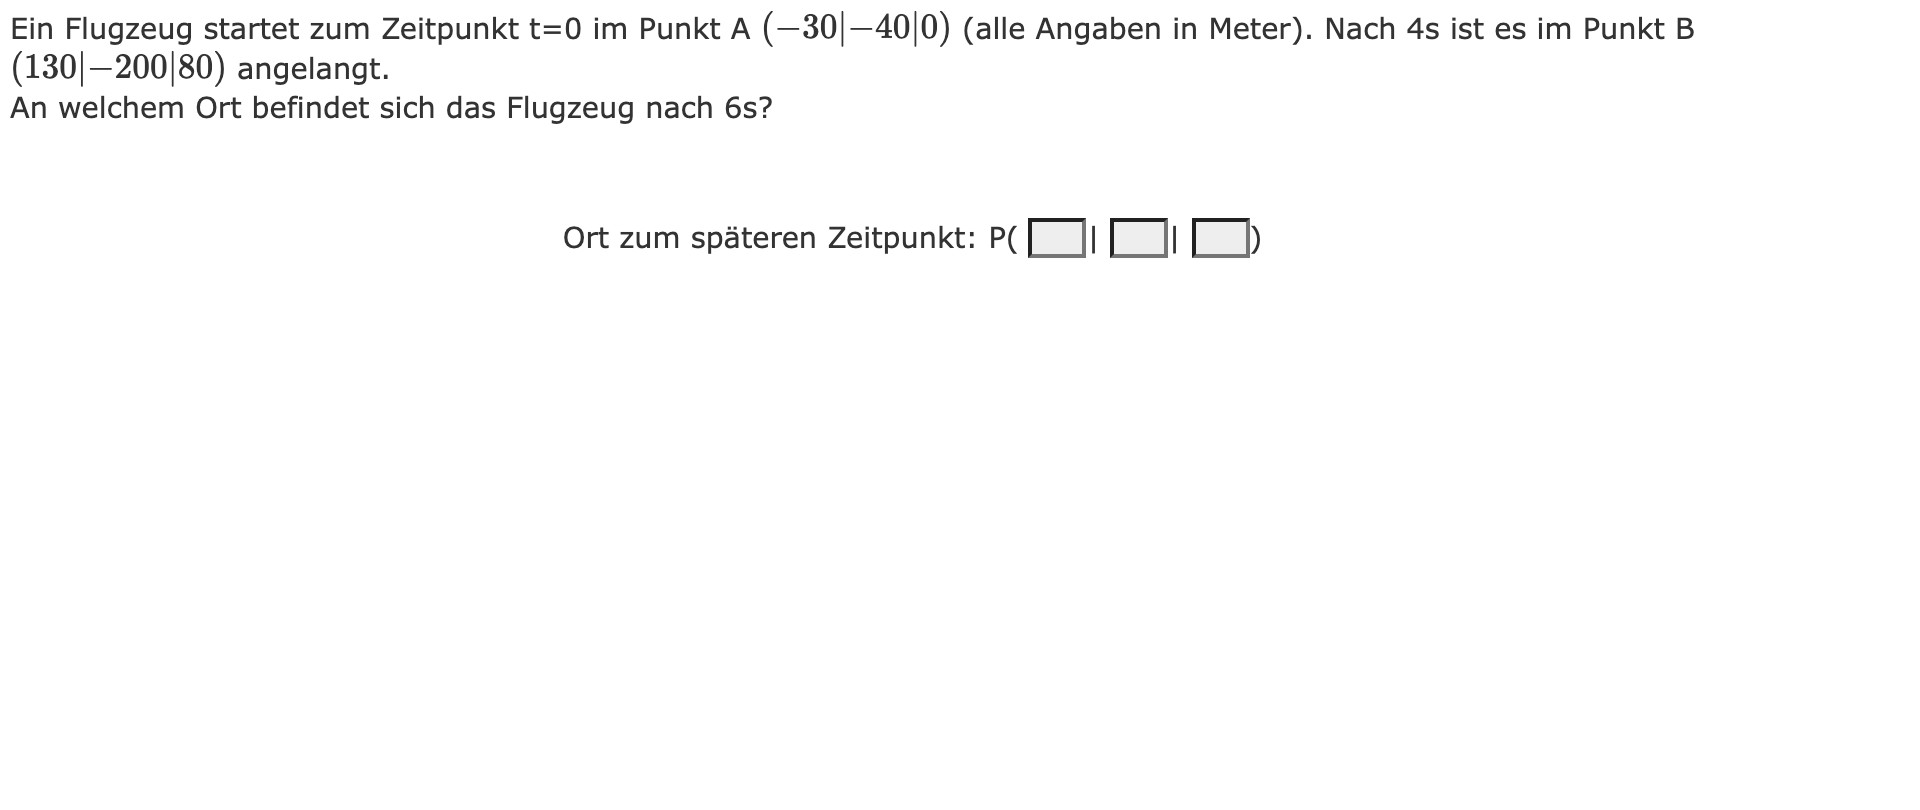 Ein Flugzeug startet zum Zeitpunkt t=0 im Punkt A (−30|−40|0) (alle Angaben in Meter). Nach 4s ist es im Punkt B
(130|−200|80) angelangt.
An welchem Ort befindet sich das Flugzeug nach 6s?
Ort zum späteren Zeitpunkt: P( | | )